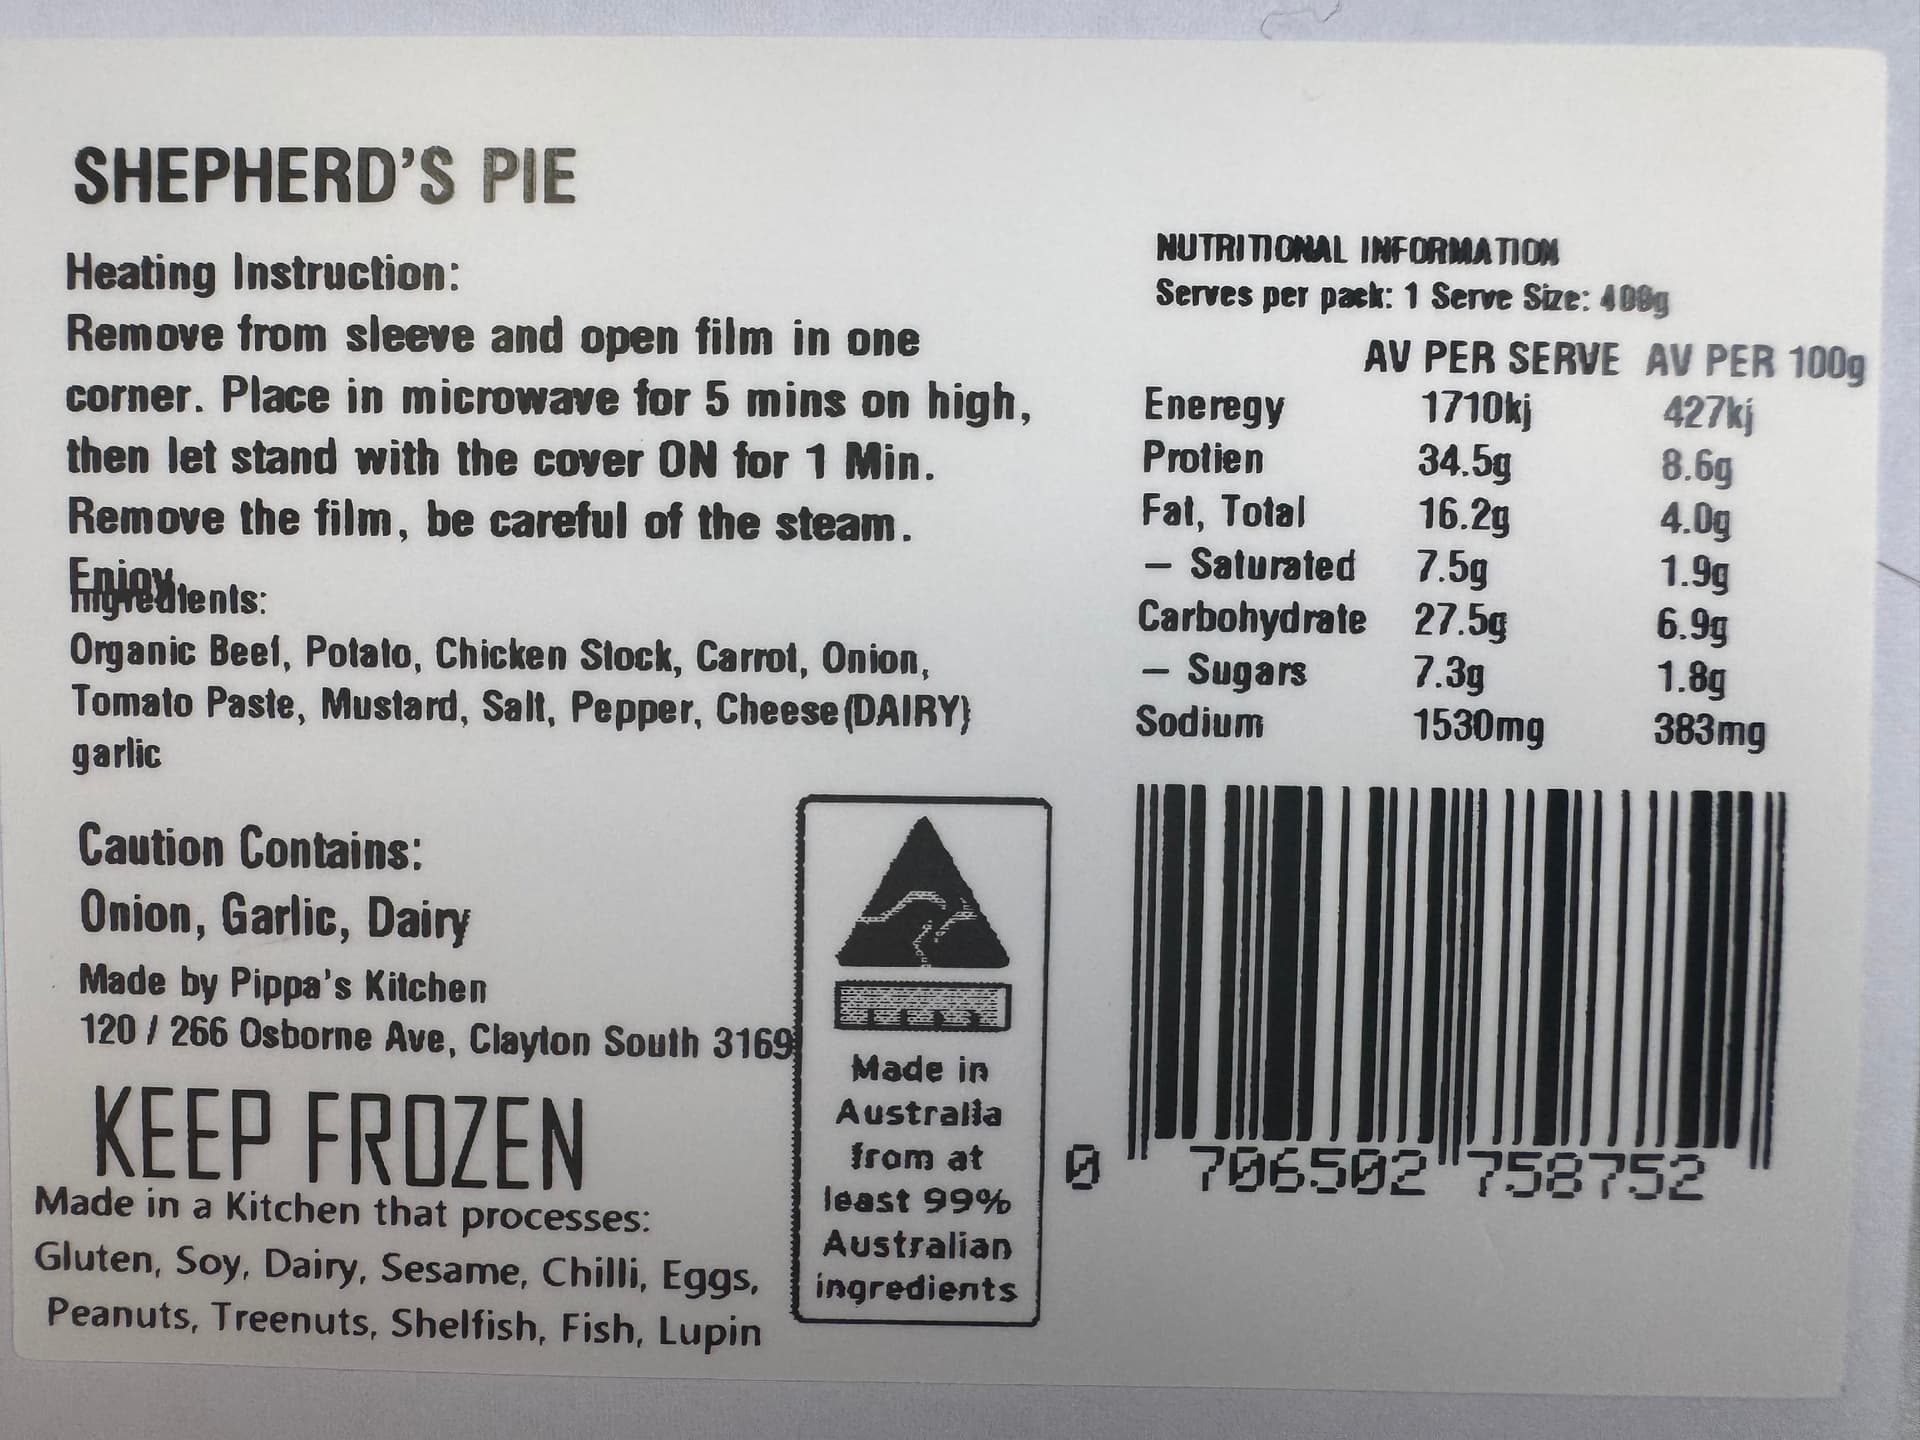 SHEPHERD'S PIE
Heating Instruction:
Remove from sleeve and open film in one
corner. Place in microwave for 5 mins on high,
then let stand with the cover ON for 1 Min.
Remove the film, be careful of the steam.
Enjoy.
Ingredients:
Organic Beef, Potato, Chicken Stock, Carrot, Onion,
Tomato Paste, Mustard, Salt, Pepper, Cheese (DAIRY)
garlic
Caution Contains:
Onion, Garlic, Dairy
Made by Pippa's Kitchen
120 / 266 Osborne Ave, Clayton South 3169
KEEP FROZEN
Made in a Kitchen that processes:
Gluten, Soy, Dairy, Sesame, Chilli, Eggs,
Peanuts, Treenuts, Shelfish, Fish, Lupin
Made in
Australia
from at
least 99%
Australian
ingredients
NUTRITIONAL INFORMATION
Serves per pack: 1 Serve Size: 400g
AV PER SERVE AV PER 100g
Eneregy 1710kj 427kj
Protien 34.5g 8.6g
Fat, Total 16.2g 4.0g
– Saturated 7.5g 1.9g
Carbohydrate 27.5g 6.9g
– Sugars 7.3g 1.8g
Sodium 1530mg 383mg
0 706502 758752